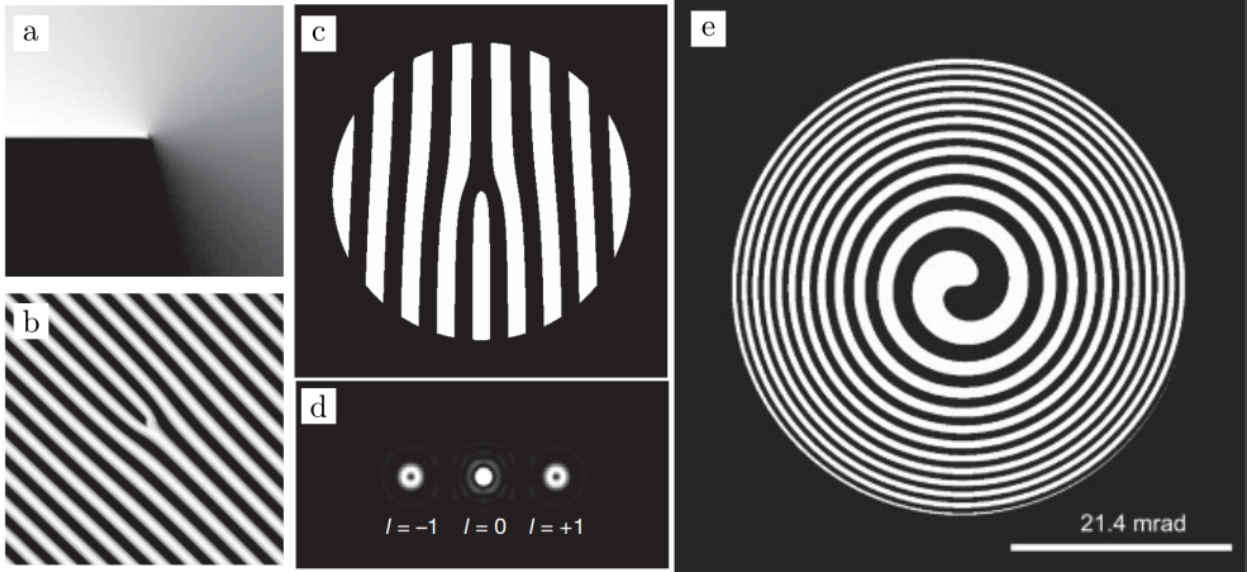 a
b
c
d
l = –1 l = 0 l = +1
e
21.4 mrad